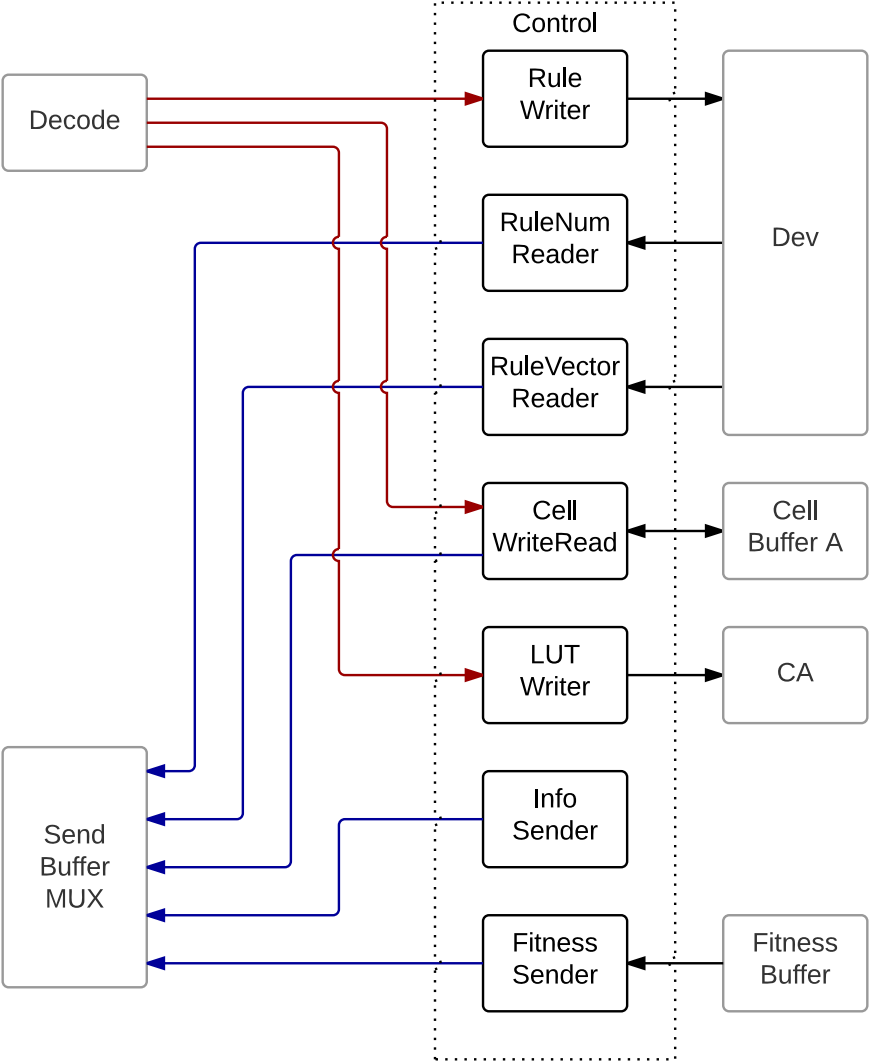 Control
Decode
Rule
Writer
RuleNum
Reader
Dev
RuleVector
Reader
Cell
WriteRead
Cell
Buffer A
LUT
Writer
CA
Send
Buffer
MUX
Info
Sender
Fitness
Sender
Fitness
Buffer